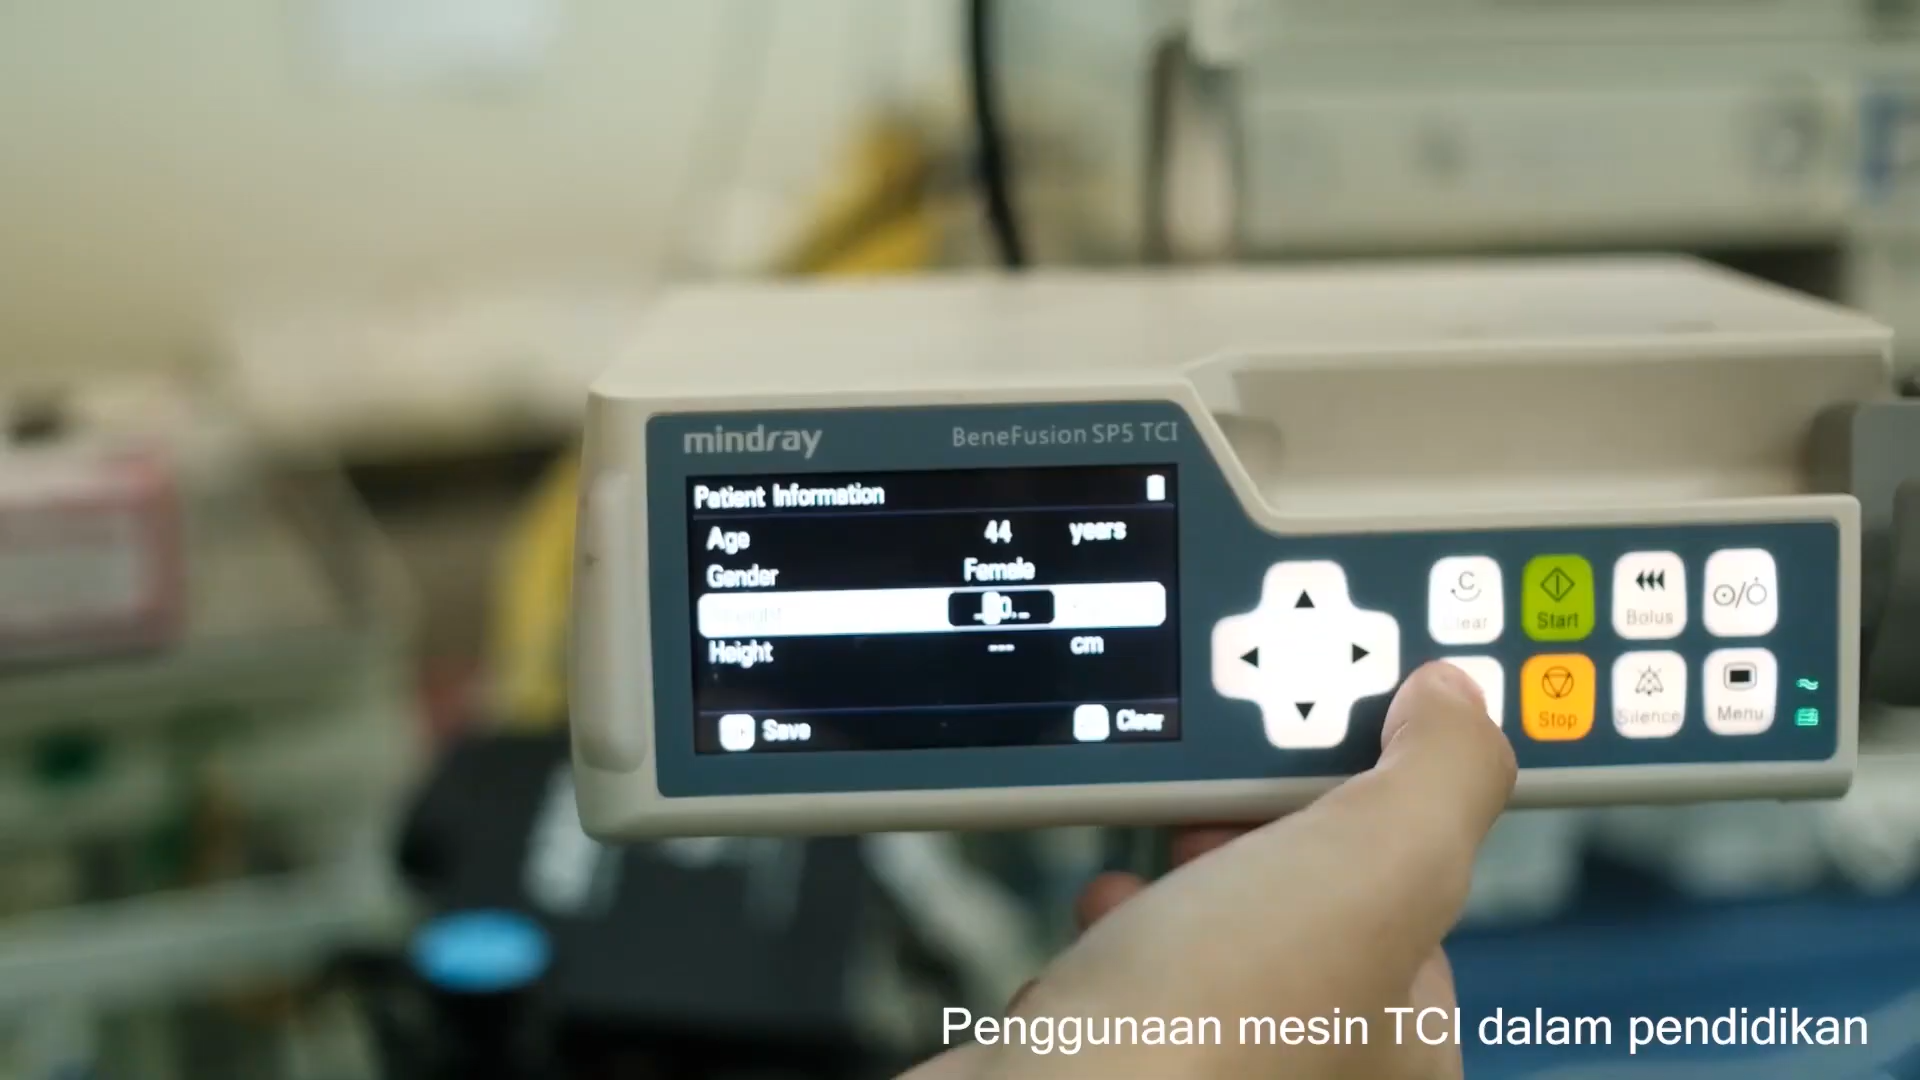 mindray
BeneFusion SP5 TCI
Patient Information
Age 44 years
Gender Female
Height --- cm
Save Clear
Clear
Start
Bolus
Stop
Silence
Menu
Penggunaan mesin TCI dalam pendidikan